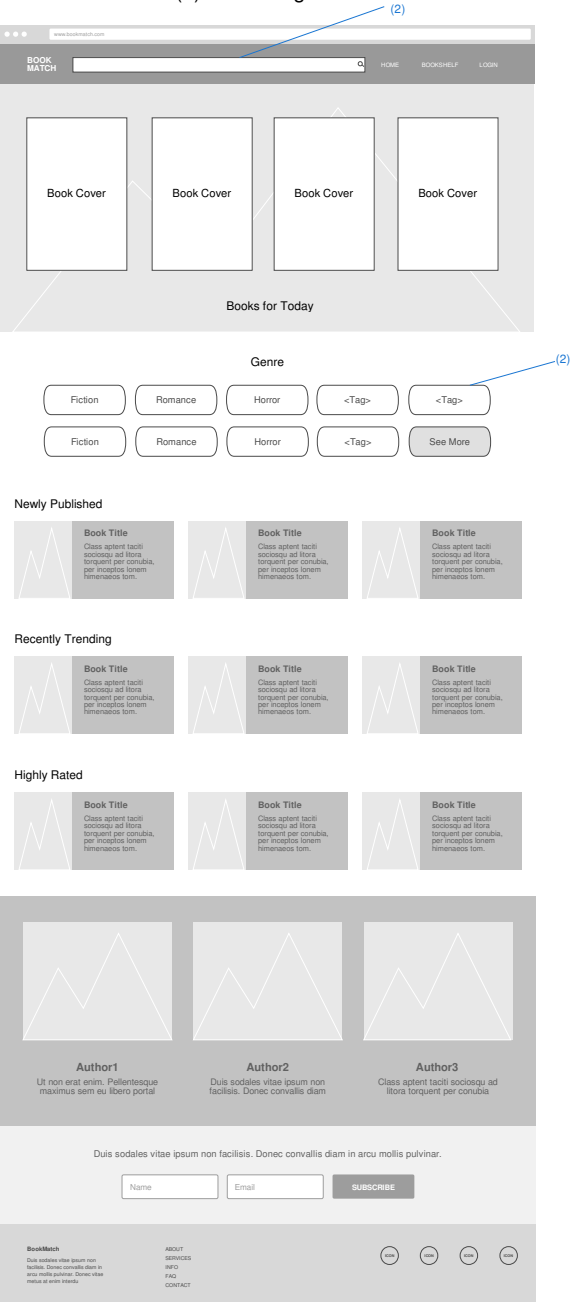 (2)
www.bookmatch.com
BOOK
MATCH
HOME BOOKSHELF LOGIN
Book Cover Book Cover Book Cover Book Cover
Books for Today
(2)
Genre
Fiction Romance Horror <Tag> <Tag>
Fiction Romance Horror <Tag> See More
Newly Published
Book Title Book Title Book Title
Class aptent taciti Class aptent taciti Class aptent taciti
sociosqu ad litora sociosqu ad litora sociosqu ad litora
torquent per conubia, torquent per conubia, torquent per conubia,
per inceptos lonem per inceptos lonem per inceptos lonem
himenaeos tom. himenaeos tom. himenaeos tom.
Recently Trending
Book Title Book Title Book Title
Class aptent taciti Class aptent taciti Class aptent taciti
sociosqu ad litora sociosqu ad litora sociosqu ad litora
torquent per conubia, torquent per conubia, torquent per conubia,
per inceptos lonem per inceptos lonem per inceptos lonem
himenaeos tom. himenaeos tom. himenaeos tom.
Highly Rated
Book Title Book Title Book Title
Class aptent taciti Class aptent taciti Class aptent taciti
sociosqu ad litora sociosqu ad litora sociosqu ad litora
torquent per conubia, torquent per conubia, torquent per conubia,
per inceptos lonem per inceptos lonem per inceptos lonem
himenaeos tom. himenaeos tom. himenaeos tom.
Author1 Author2 Author3
Ut non erat enim. Pellentesque Duis sodales vitae ipsum non Class aptent taciti sociosqu ad
maximus sem eu libero portal facilisis. Donec convallis diam litora torquent per conubia
Duis sodales vitae ipsum non facilisis. Donec convallis diam in arcu mollis pulvinar.
Name Email SUBSCRIBE
BookMatch
Duis sodales vitae ipsum non
facilisis. Donec convallis diam in
arcu mollis pulvinar. Donec vitae
metus at enim interdu
ABOUT
SERVICES
INFO
FAQ
CONTACT
ICON ICON ICON ICON